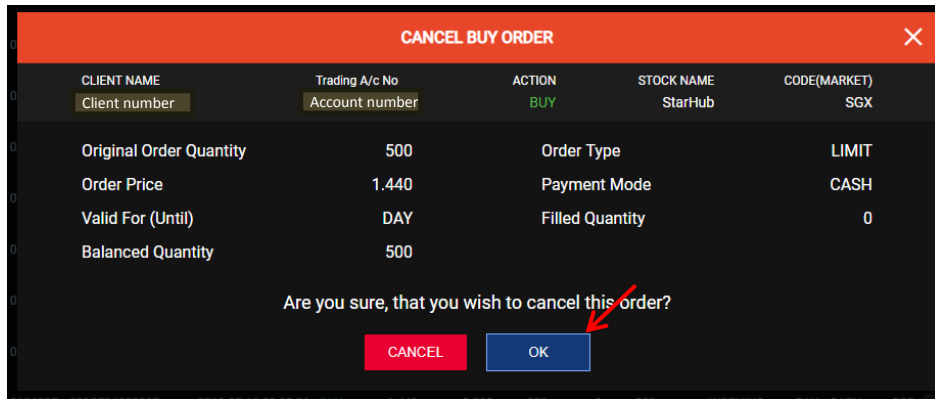 CANCEL BUY ORDER
CLIENT NAME Trading A/c No ACTION STOCK NAME CODE(MARKET)
Client number Account number BUY StarHub SGX
Original Order Quantity 500 Order Type LIMIT
Order Price 1.440 Payment Mode CASH
Valid For (Until) DAY Filled Quantity 0
Balanced Quantity 500
Are you sure, that you wish to cancel this order?
CANCEL OK